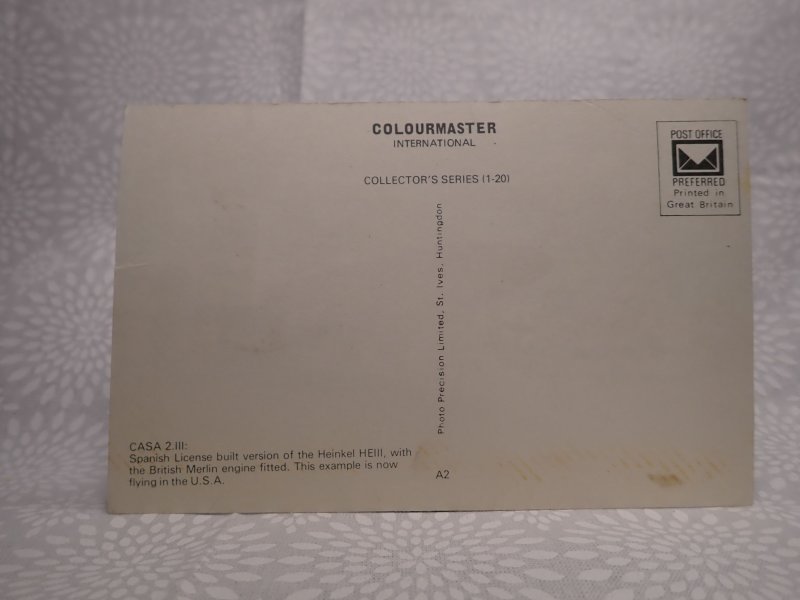 COLOURMASTER
INTERNATIONAL
COLLECTOR'S SERIES (1-20)
POST OFFICE
PREFERRED
Printed in
Great Britain
Photo Precision Limited, St. Ives, Huntingdon
CASA 2.III:
Spanish License built version of the Heinkel HEIII, with
the British Merlin engine fitted. This example is now
flying in the U.S.A.
A2